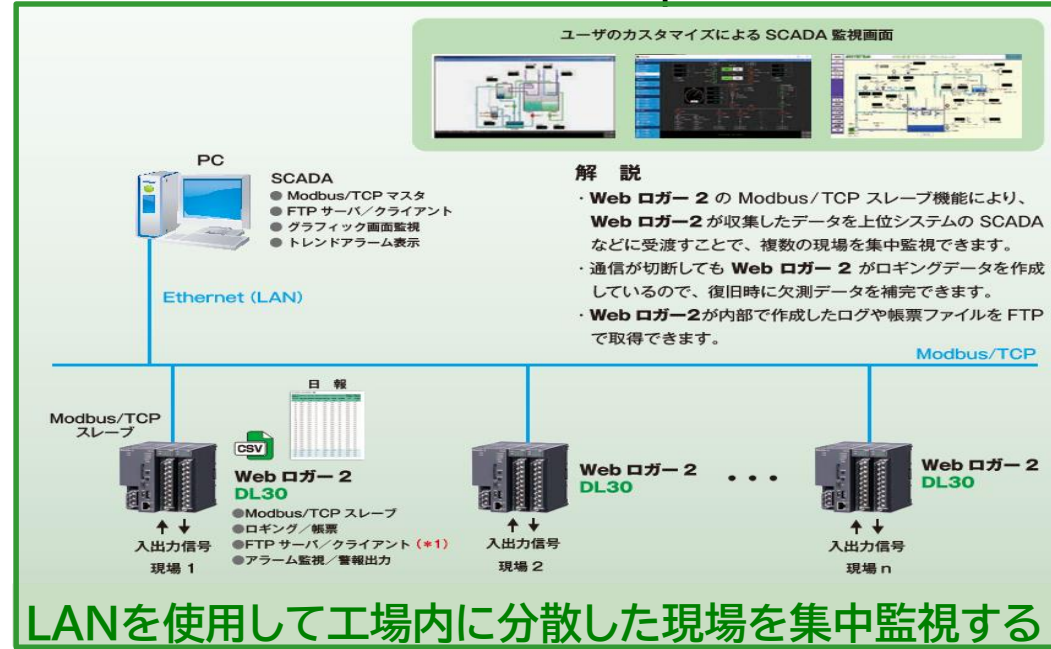 ユーザのカスタマイズによる SCADA 監視画面
PC
SCADA
● Modbus/TCP マスタ
● FTP サーバ／クライアント
● グラフィック画面監視
● トレンドアラーム表示
解 説
・Web ロガー 2 の Modbus/TCP スレーブ機能により、
Web ロガー2 が収集したデータを上位システムの SCADA
などに受渡すことで、複数の現場を集中監視できます。
・通信が切断しても Web ロガー 2 がロギングデータを作成
しているので、復旧時に欠測データを補完できます。
・Web ロガー2が内部で作成したログや帳票ファイルを FTP
で取得できます。
Ethernet (LAN)
Modbus/TCP
日 報
Modbus/TCP
スレーブ
CSV
Web ロガー 2
DL30
●Modbus/TCP スレーブ
●ロギング／帳票
●FTP サーバ／クライアント（*1）
●アラーム監視／警報出力
入出力信号
現場 1
Web ロガー 2
DL30
入出力信号
現場 2
• • •
Web ロガー 2
DL30
入出力信号
現場 n
LANを使用して工場内に分散した現場を集中監視する